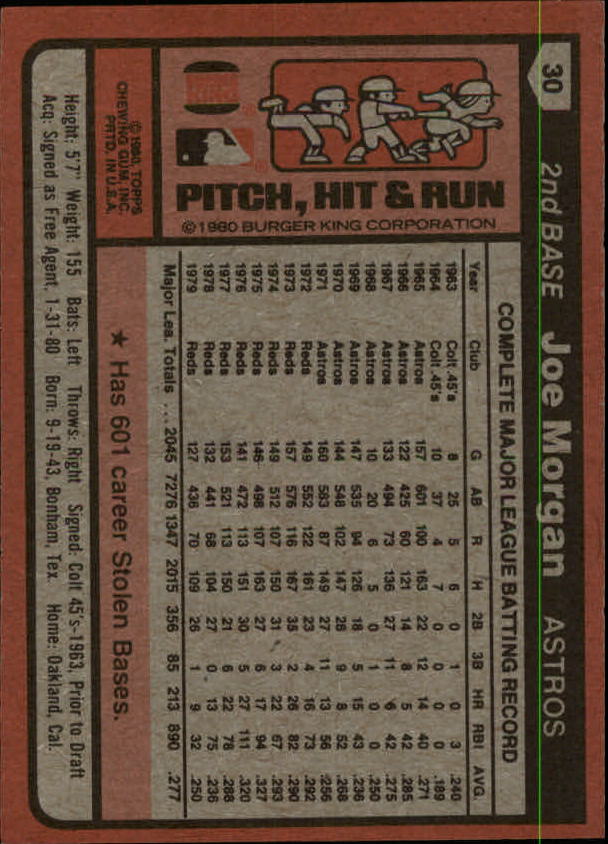 30 2nd BASE Joe Morgan ASTROS
PITCH, HIT & RUN
©1980 BURGER KING CORPORATION
© 1980, TOPPS
CHEWING GUM, INC.
PRTD. IN U.S.A.
COMPLETE MAJOR LEAGUE BATTING RECORD
Year Club G AB R H 2B 3B HR RBI AVG.
1963 Colt .45's 8 25 5 6 0 1 0 3 .240
1964 Colt .45's 10 37 4 7 0 0 0 0 .189
1965 Astros 157 601 100 163 22 12 14 40 .271
1966 Astros 122 425 60 121 14 8 5 42 .285
1967 Astros 133 494 73 136 27 11 6 42 .275
1968 Astros 10 20 6 5 0 1 0 0 .250
1969 Astros 147 535 94 126 18 5 15 43 .236
1970 Astros 144 548 102 147 28 9 8 52 .268
1971 Astros 160 583 87 149 27 11 13 56 .256
1972 Reds 149 552 122 161 23 4 16 73 .292
1973 Reds 157 576 116 167 35 2 26 82 .290
1974 Reds 149 512 107 150 31 3 22 67 .293
1975 Reds 146 498 107 163 27 6 17 94 .327
1976 Reds 141 472 113 151 30 5 27 111 .320
1977 Reds 153 521 113 150 21 6 22 78 .288
1978 Reds 132 441 68 104 27 0 13 75 .236
1979 Reds 127 436 70 109 26 1 9 32 .250
Major Lea. Totals ... 2045 7276 1347 2015 356 85 213 890 .277
★ Has 601 career Stolen Bases.
Height: 5'7" Weight: 155 Bats: Left Throws: Right Signed: Colt 45's-1963, Prior to Draft
Acq: Signed as Free Agent, 1-31-80 Born: 9-19-43, Bonham, Tex. Home: Oakland, Cal.